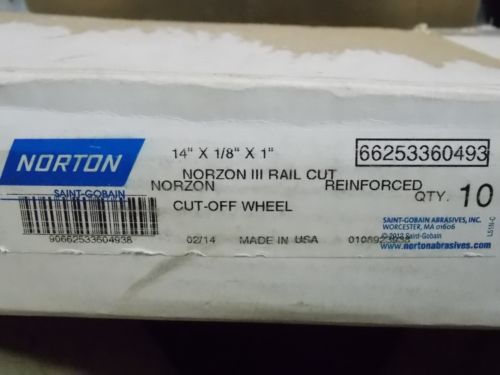 NORTON
SAINT-GOBAIN
14" X 1/8" X 1"
66253360493
NORZON III RAIL CUT
NORZON REINFORCED
QTY. 10
CUT-OFF WHEEL
90662533604938
02/14 MADE IN USA 0108923938
SAINT-GOBAIN ABRASIVES, INC.
WORCESTER, MA 01606
© 2012 Saint-Gobain
www.nortonabrasives.com